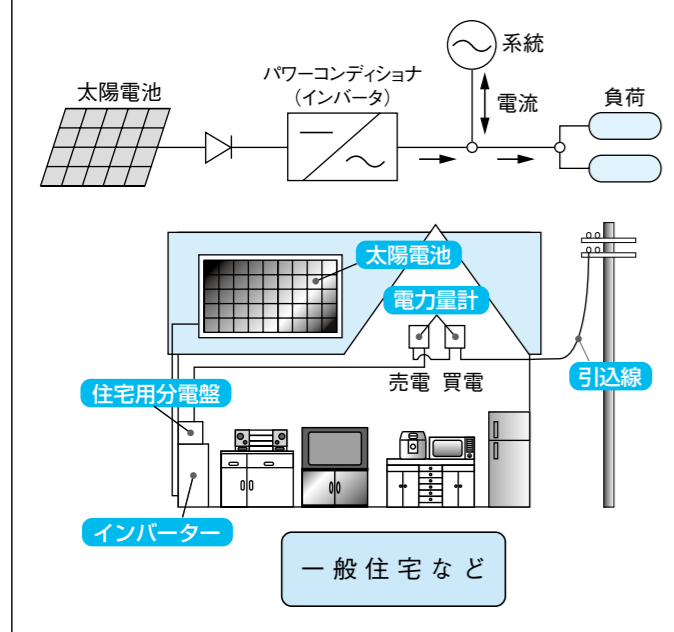 系統
パワーコンディショナ
（インバータ）
太陽電池
電流
負荷
太陽電池
電力量計
売電 買電
引込線
住宅用分電盤
インバーター
一般住宅など